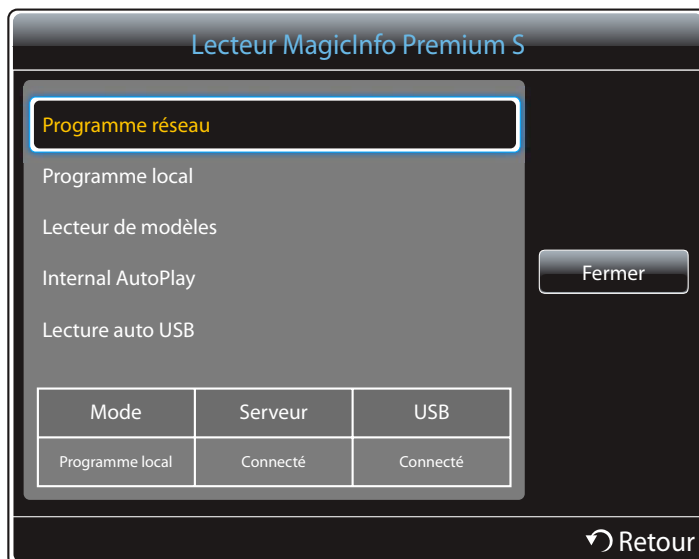 Lecteur MagicInfo Premium S
Programme réseau
Programme local
Lecteur de modèles
Internal AutoPlay
Lecture auto USB
Fermer
Mode Serveur USB
Programme local Connecté Connecté
Retour